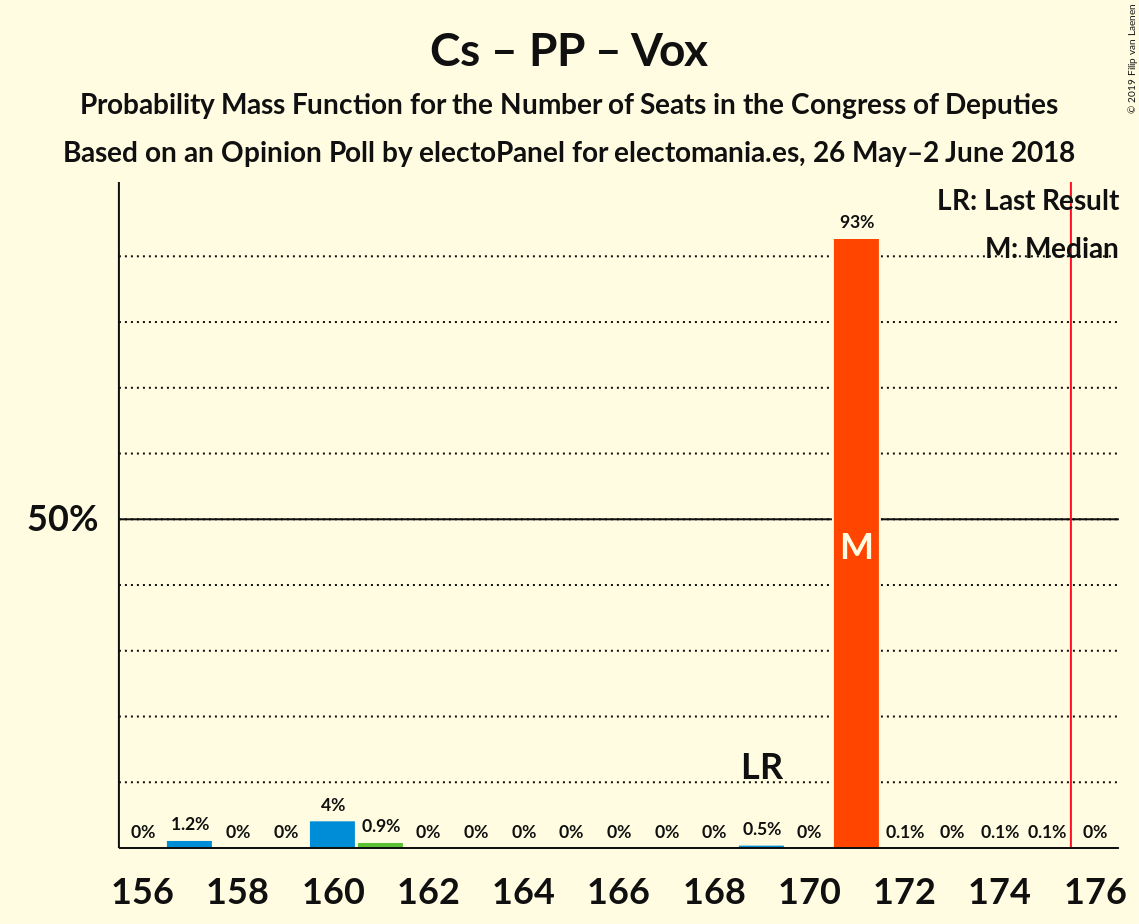 Cs – PP – Vox
Probability Mass Function for the Number of Seats in the Congress of Deputies
Based on an Opinion Poll by electoPanel for electomania.es, 26 May–2 June 2018
© 2019 Filip van Laenen
LR: Last Result
M: Median
93%
50%
M
LR
0% 1.2% 0% 0% 4% 0.9% 0% 0% 0% 0% 0% 0% 0% 0.5% 0% 0.1% 0% 0.1% 0.1% 0%
156 158 160 162 164 166 168 170 172 174 176